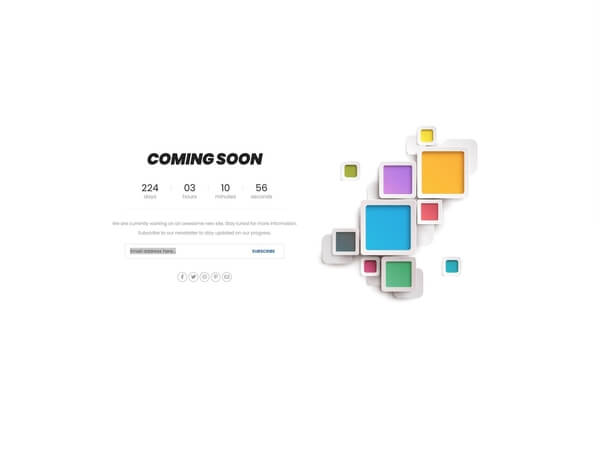 COMING SOON
224 03 10 56
days hours minutes seconds
We are currently working on an awesome new site. Stay tuned for more information.
Subscribe to our newsletter to stay updated on our progress.
Email address here... SUBSCRIBE